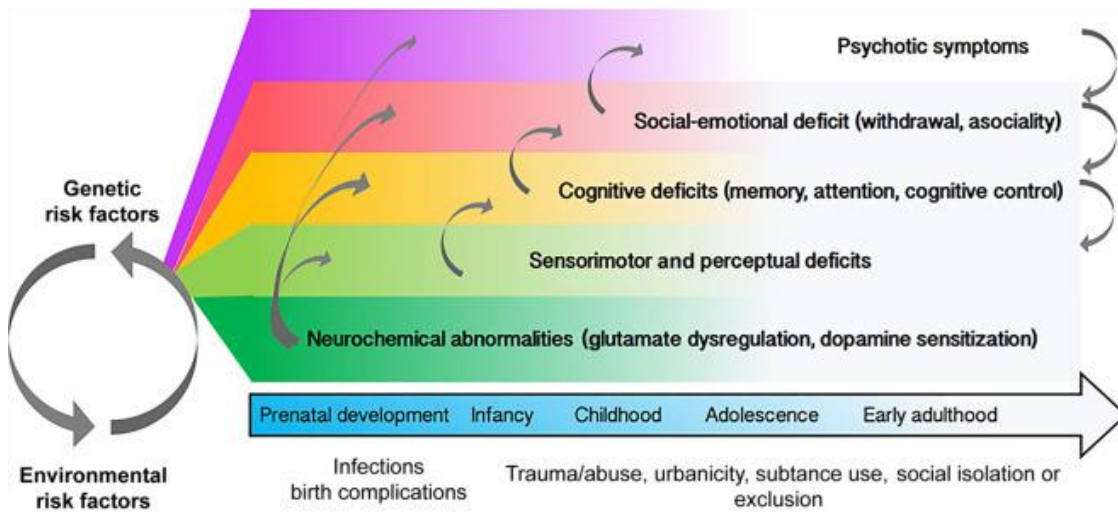 Psychotic symptoms
Social-emotional deficit (withdrawal, asociality)
Genetic
risk factors
Cognitive deficits (memory, attention, cognitive control)
Sensorimotor and perceptual deficits
Neurochemical abnormalities (glutamate dysregulation, dopamine sensitization)
Prenatal development Infancy Childhood Adolescence Early adulthood
Environmental
risk factors
Infections
birth complications
Trauma/abuse, urbanicity, subtance use, social isolation or
exclusion